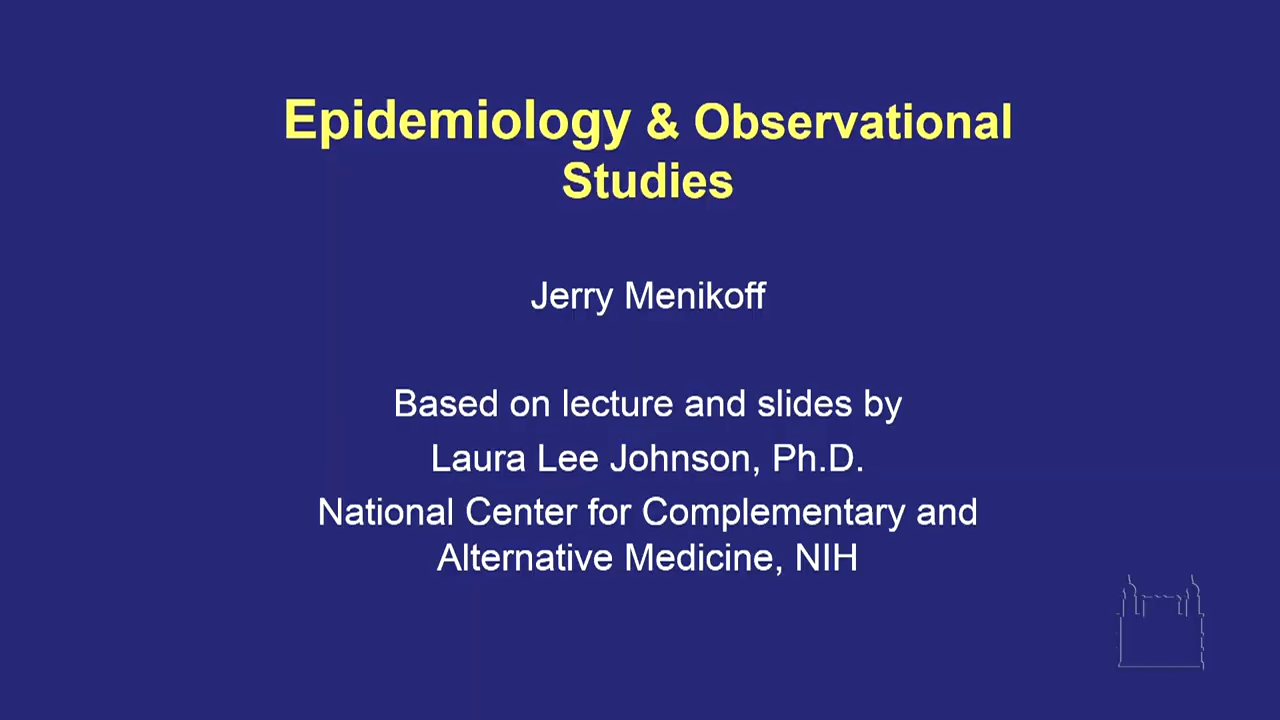 Epidemiology & Observational
Studies
Jerry Menikoff
Based on lecture and slides by
Laura Lee Johnson, Ph.D.
National Center for Complementary and
Alternative Medicine, NIH